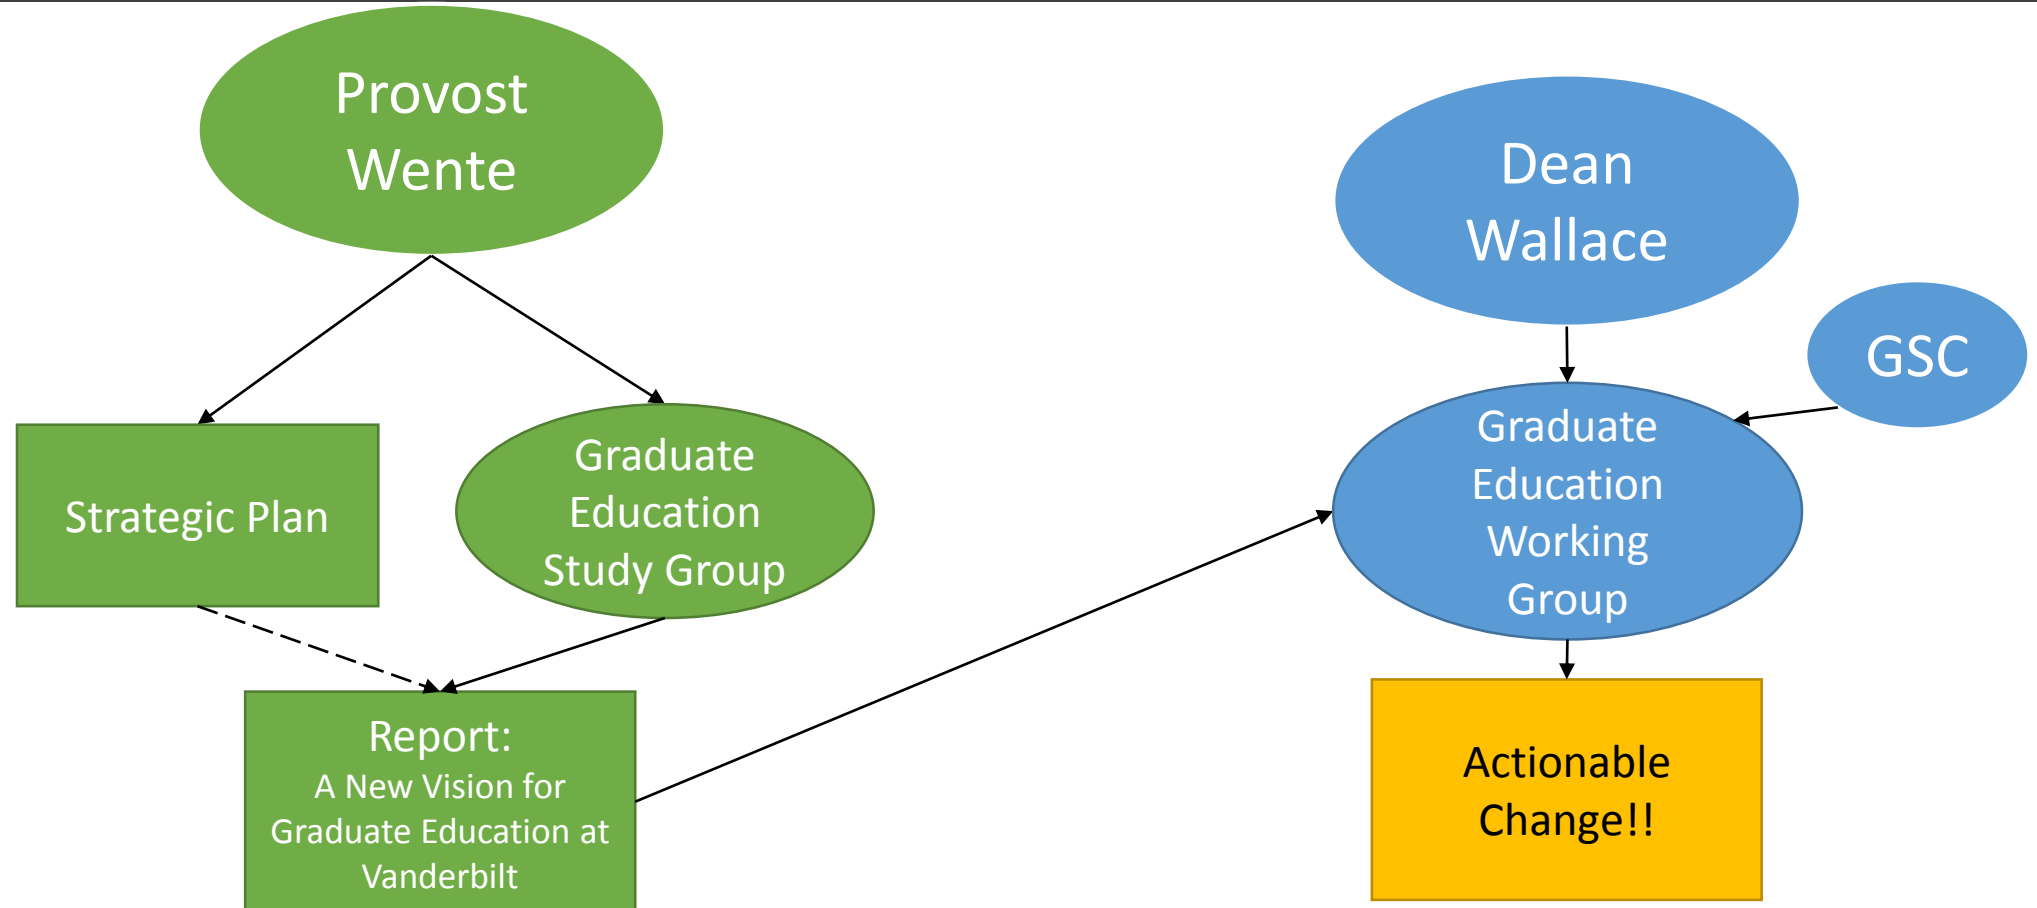 Provost
Wente
Dean
Wallace
GSC
Strategic Plan
Graduate
Education
Study Group
Graduate
Education
Working
Group
Report:
A New Vision for
Graduate Education at
Vanderbilt
Actionable
Change!!